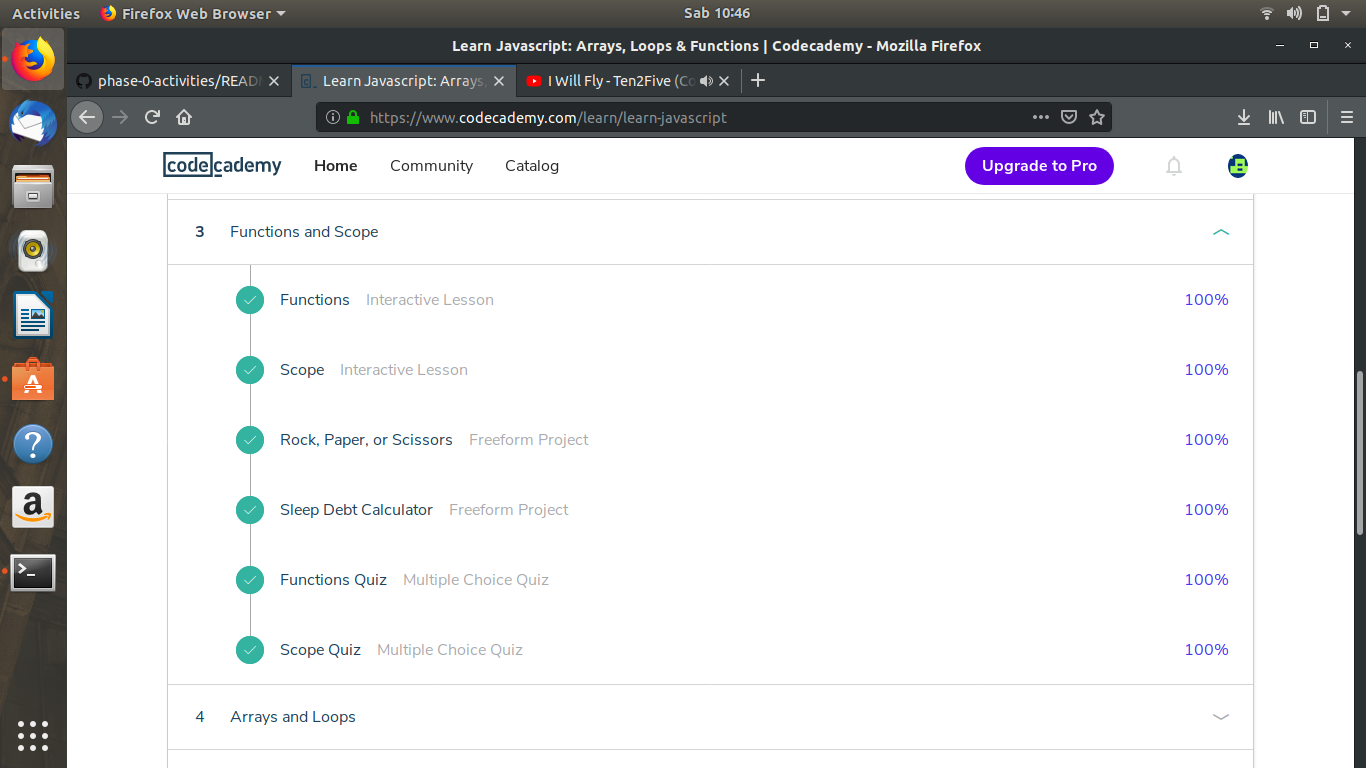 Activities Firefox Web Browser Sab 10:46
Learn Javascript: Arrays, Loops & Functions | Codecademy - Mozilla Firefox
phase-0-activities/READ Learn Javascript: Arrays, I Will Fly - Ten2Five (Co
https://www.codecademy.com/learn/learn-javascript
codecademy Home Community Catalog Upgrade to Pro
3 Functions and Scope
Functions Interactive Lesson 100%
Scope Interactive Lesson 100%
Rock, Paper, or Scissors Freeform Project 100%
Sleep Debt Calculator Freeform Project 100%
Functions Quiz Multiple Choice Quiz 100%
Scope Quiz Multiple Choice Quiz 100%
4 Arrays and Loops